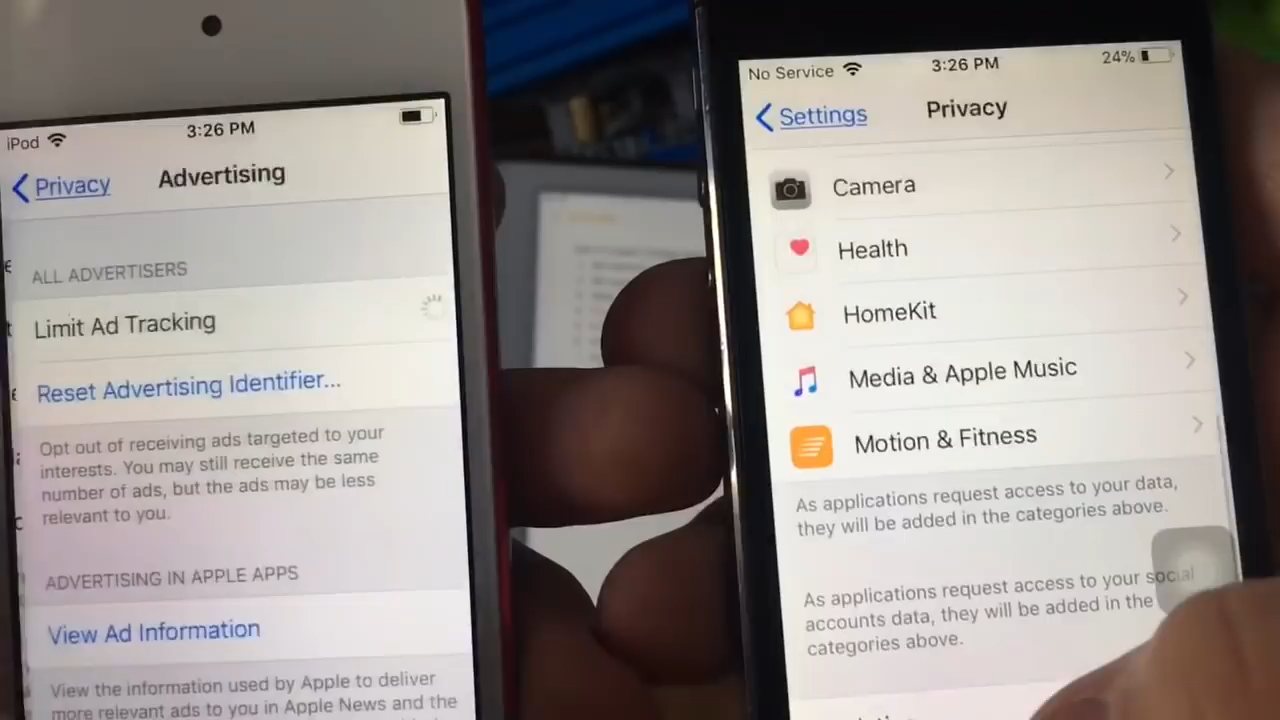 iPod
3:26 PM
Privacy
Advertising
ALL ADVERTISERS
Limit Ad Tracking
Reset Advertising Identifier...
Opt out of receiving ads targeted to your
interests. You may still receive the same
number of ads, but the ads may be less
relevant to you.
ADVERTISING IN APPLE APPS
View Ad Information
View the information used by Apple to deliver
more relevant ads to you in Apple News and the
No Service
3:26 PM
24%
Settings
Privacy
Camera
Health
HomeKit
Media & Apple Music
Motion & Fitness
As applications request access to your data,
they will be added in the categories above.
As applications request access to your social
accounts data, they will be added in the
categories above.